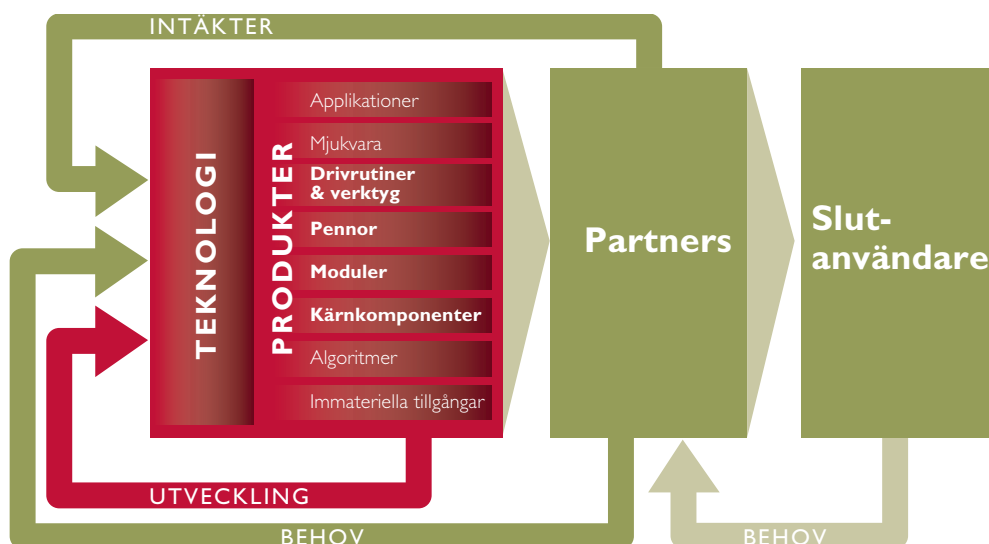 INTÄKTER
TEKNOLOGI
PRODUKTER
Applikationer
Mjukvara
Drivrutiner
& verktyg
Pennor
Moduler
Kärnkomponenter
Algoritmer
Immateriella tillgångar
Partners
Slut-
användare
UTVECKLING
BEHOV
BEHOV